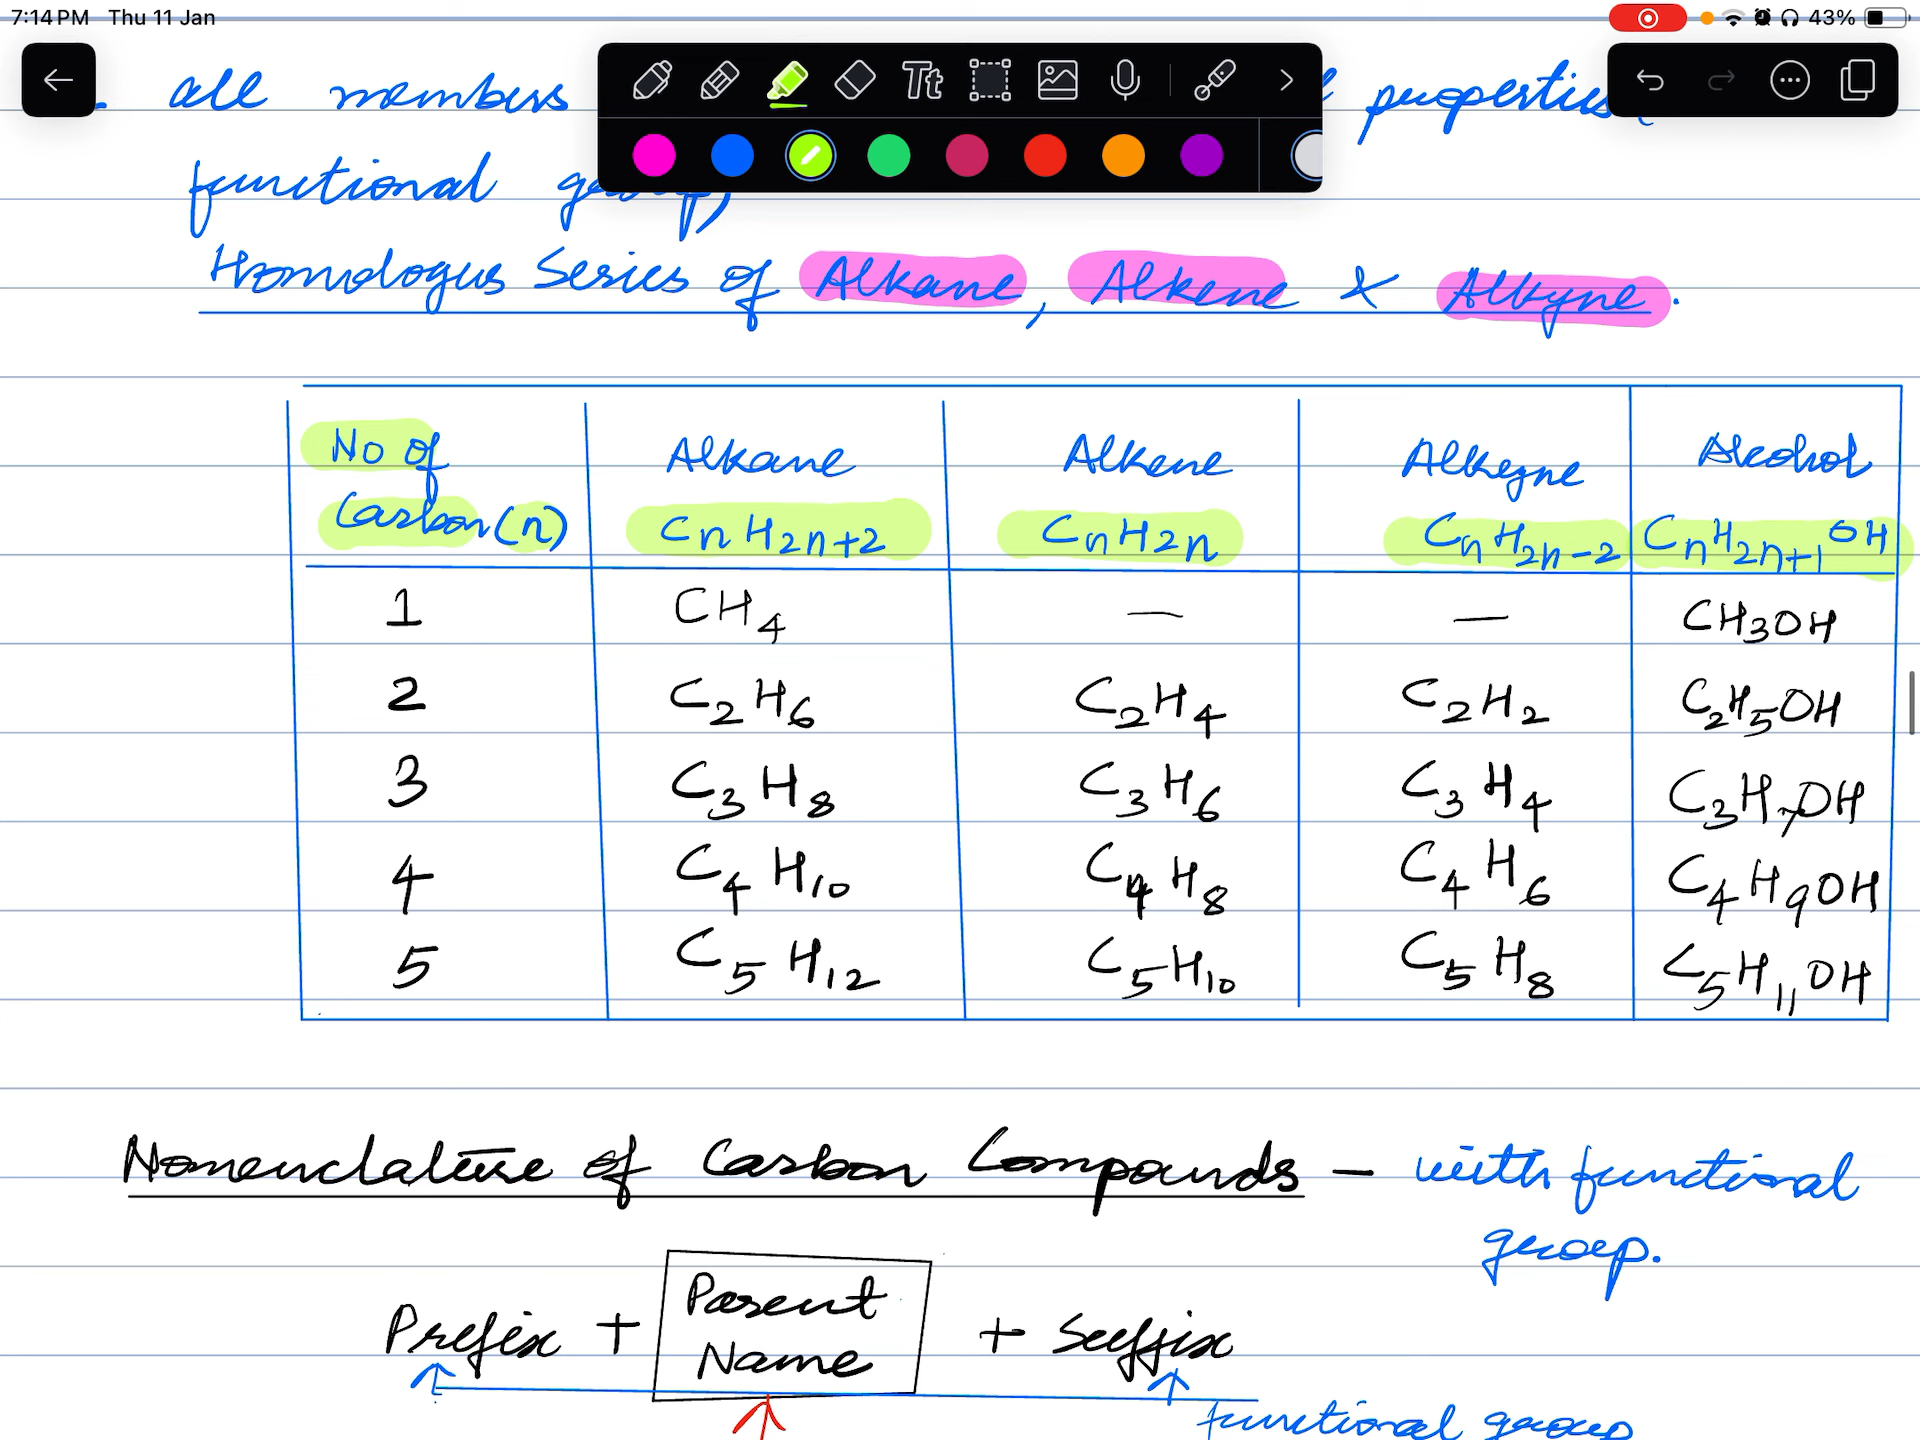 7:14 PM Thu 11 Jan
43%
Tt
all members properties
functional group)
Homologus Series of Alkane, Alkene & Alkyne.
No of Carbon(n) Alkane CnH2n+2 Alkene CnH2n Alkyne CnH2n-2 Alcohol CnH2n+1OH
1 CH4 — — CH3OH
2 C2H6 C2H4 C2H2 C2H5OH
3 C3H8 C3H6 C3H4 C3H7OH
4 C4H10 C4H8 C4H6 C4H9OH
5 C5H12 C5H10 C5H8 C5H11OH
Nomenclature of Carbon Compounds - with functional
group.
Prefix + Parent Name + Suffix
functional group